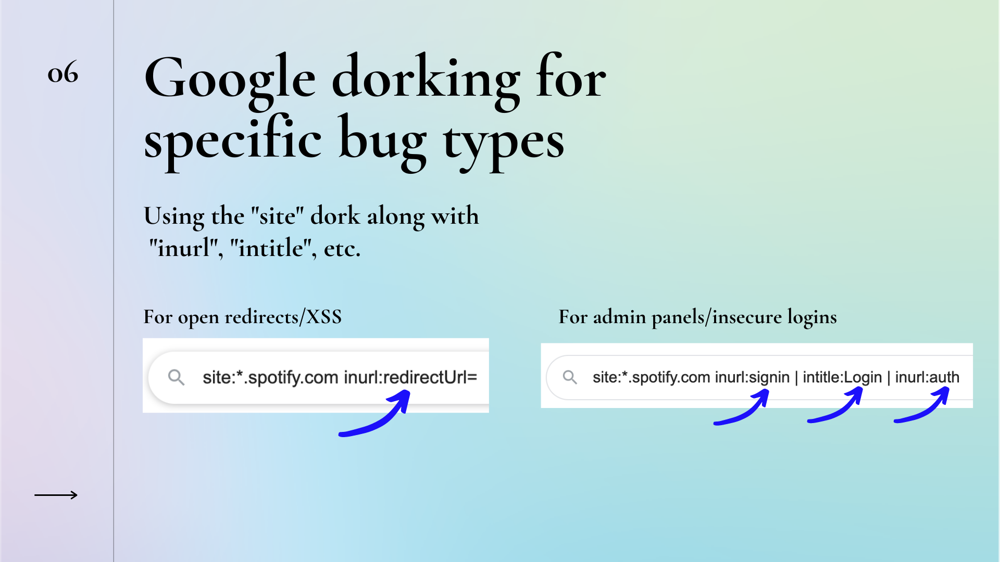 06
Google dorking for
specific bug types
Using the "site" dork along with
"inurl", "intitle", etc.
For open redirects/XSS
site:*.spotify.com inurl:redirectUrl=
For admin panels/insecure logins
site:*.spotify.com inurl:signin | intitle:Login | inurl:auth